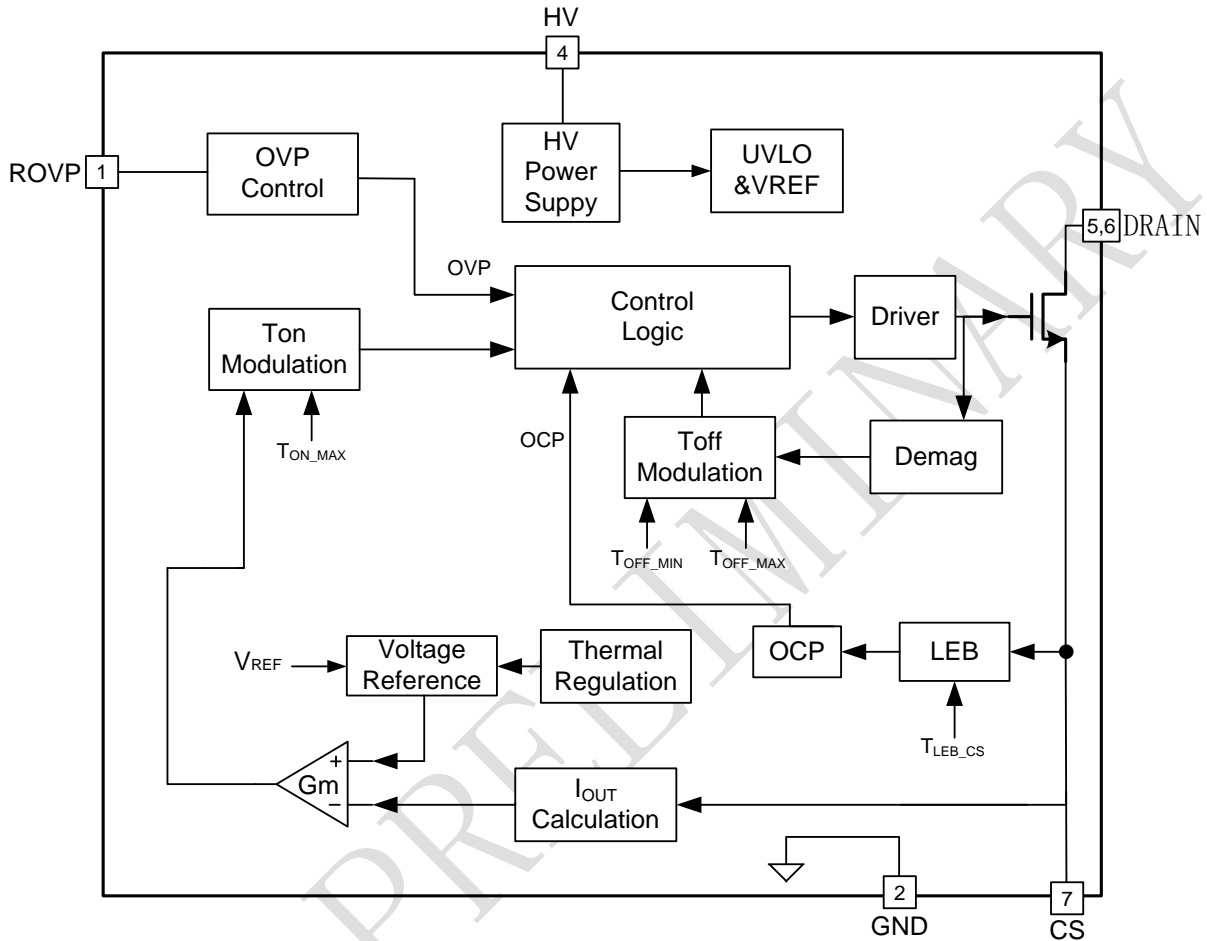 HV
4
HV
Power
Suppy
UVLO
&VREF
ROVP
1
OVP
Control
5,6
DRAIN
OVP
Control
Logic
Driver
Ton
Modulation
TON_MAX
OCP
Toff
Modulation
Demag
TOFF_MIN
TOFF_MAX
VREF
Voltage
Reference
Thermal
Regulation
OCP
LEB
TLEB_CS
+
Gm
−
IOUT
Calculation
2
GND
7
CS
PRELIMINARY